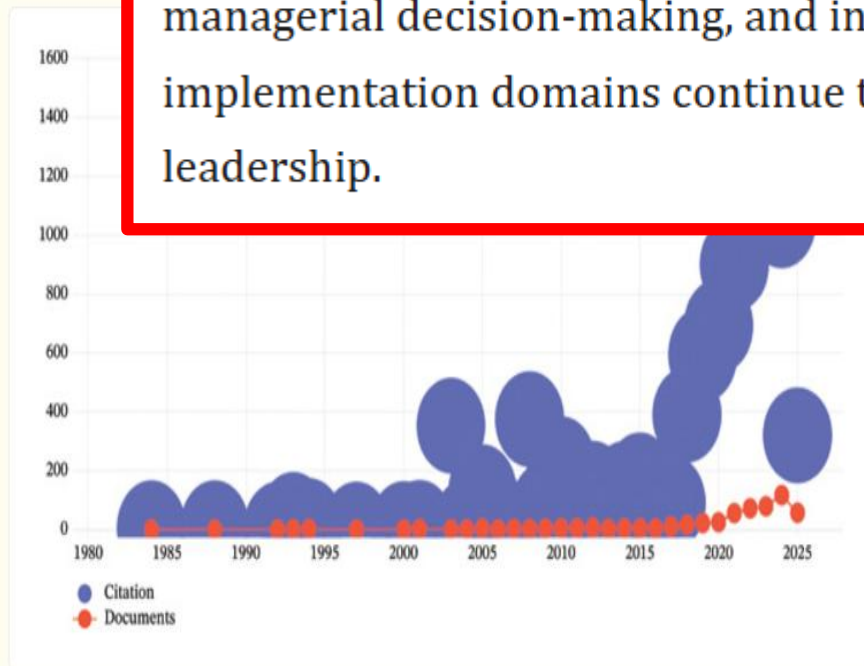 managerial decision-making, and in
implementation domains continue t
leadership.
1600
1400
1200
1000
800
600
400
200
0
1980 1985 1990 1995 2000 2005 2010 2015 2020 2025
Citation
Documents